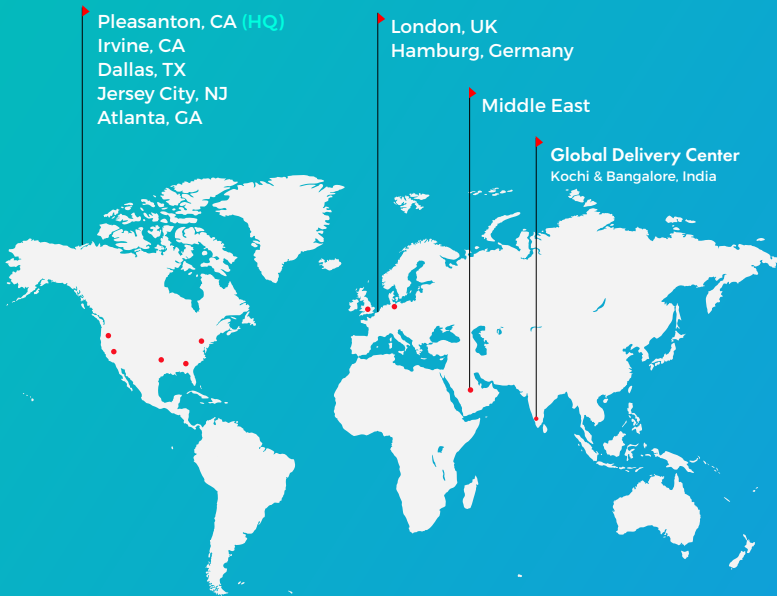 Pleasanton, CA (HQ)
Irvine, CA
Dallas, TX
Jersey City, NJ
Atlanta, GA
London, UK
Hamburg, Germany
Middle East
Global Delivery Center
Kochi & Bangalore, India